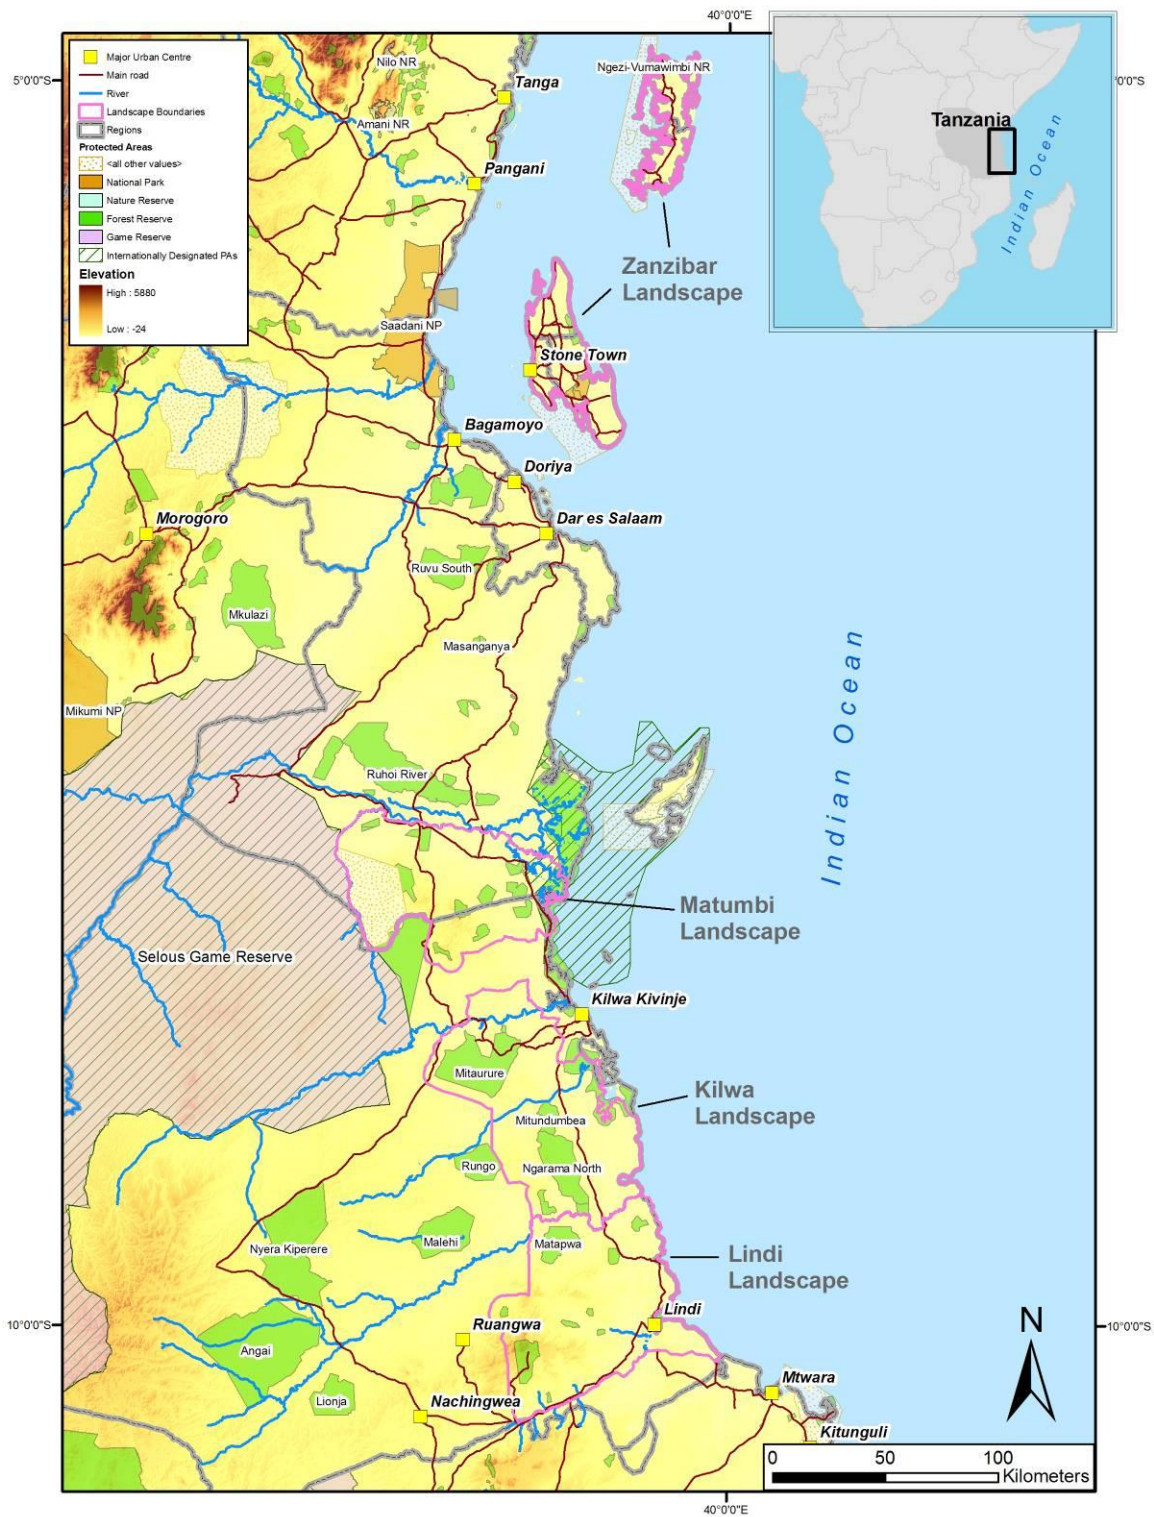 40°0'0"E
5°0'0"S
0°0'S
Major Urban Centre
Main road
River
Landscape Boundaries
Regions
Protected Areas
<all other values>
National Park
Nature Reserve
Forest Reserve
Game Reserve
Internationally Designated PAs
Elevation
High : 5880
Low : -24
Tanzania
Indian Ocean
Nilo NR
Ngezi-Vumawimbi NR
Tanga
Amani NR
Pangani
Zanzibar
Landscape
Saadani NP
Stone Town
Bagamoyo
Doriya
Morogoro
Dar es Salaam
Ruvu South
Mkulazi
Masanganya
Mikumi NP
Indian Ocean
Ruhoi River
Matumbi
Landscape
Selous Game Reserve
Kilwa Kivinje
Mitaurure
Kilwa
Landscape
Mitundumbea
Rungo
Ngarama North
Malehi
Matapwa
Nyera Kiperere
Lindi
Landscape
Lindi
10°0'0"S
10°0'0"S
N
Ruangwa
Angai
Mtwara
Lionja
Nachingwea
Kitunguli
0
50
100
Kilometers
40°0'0"E